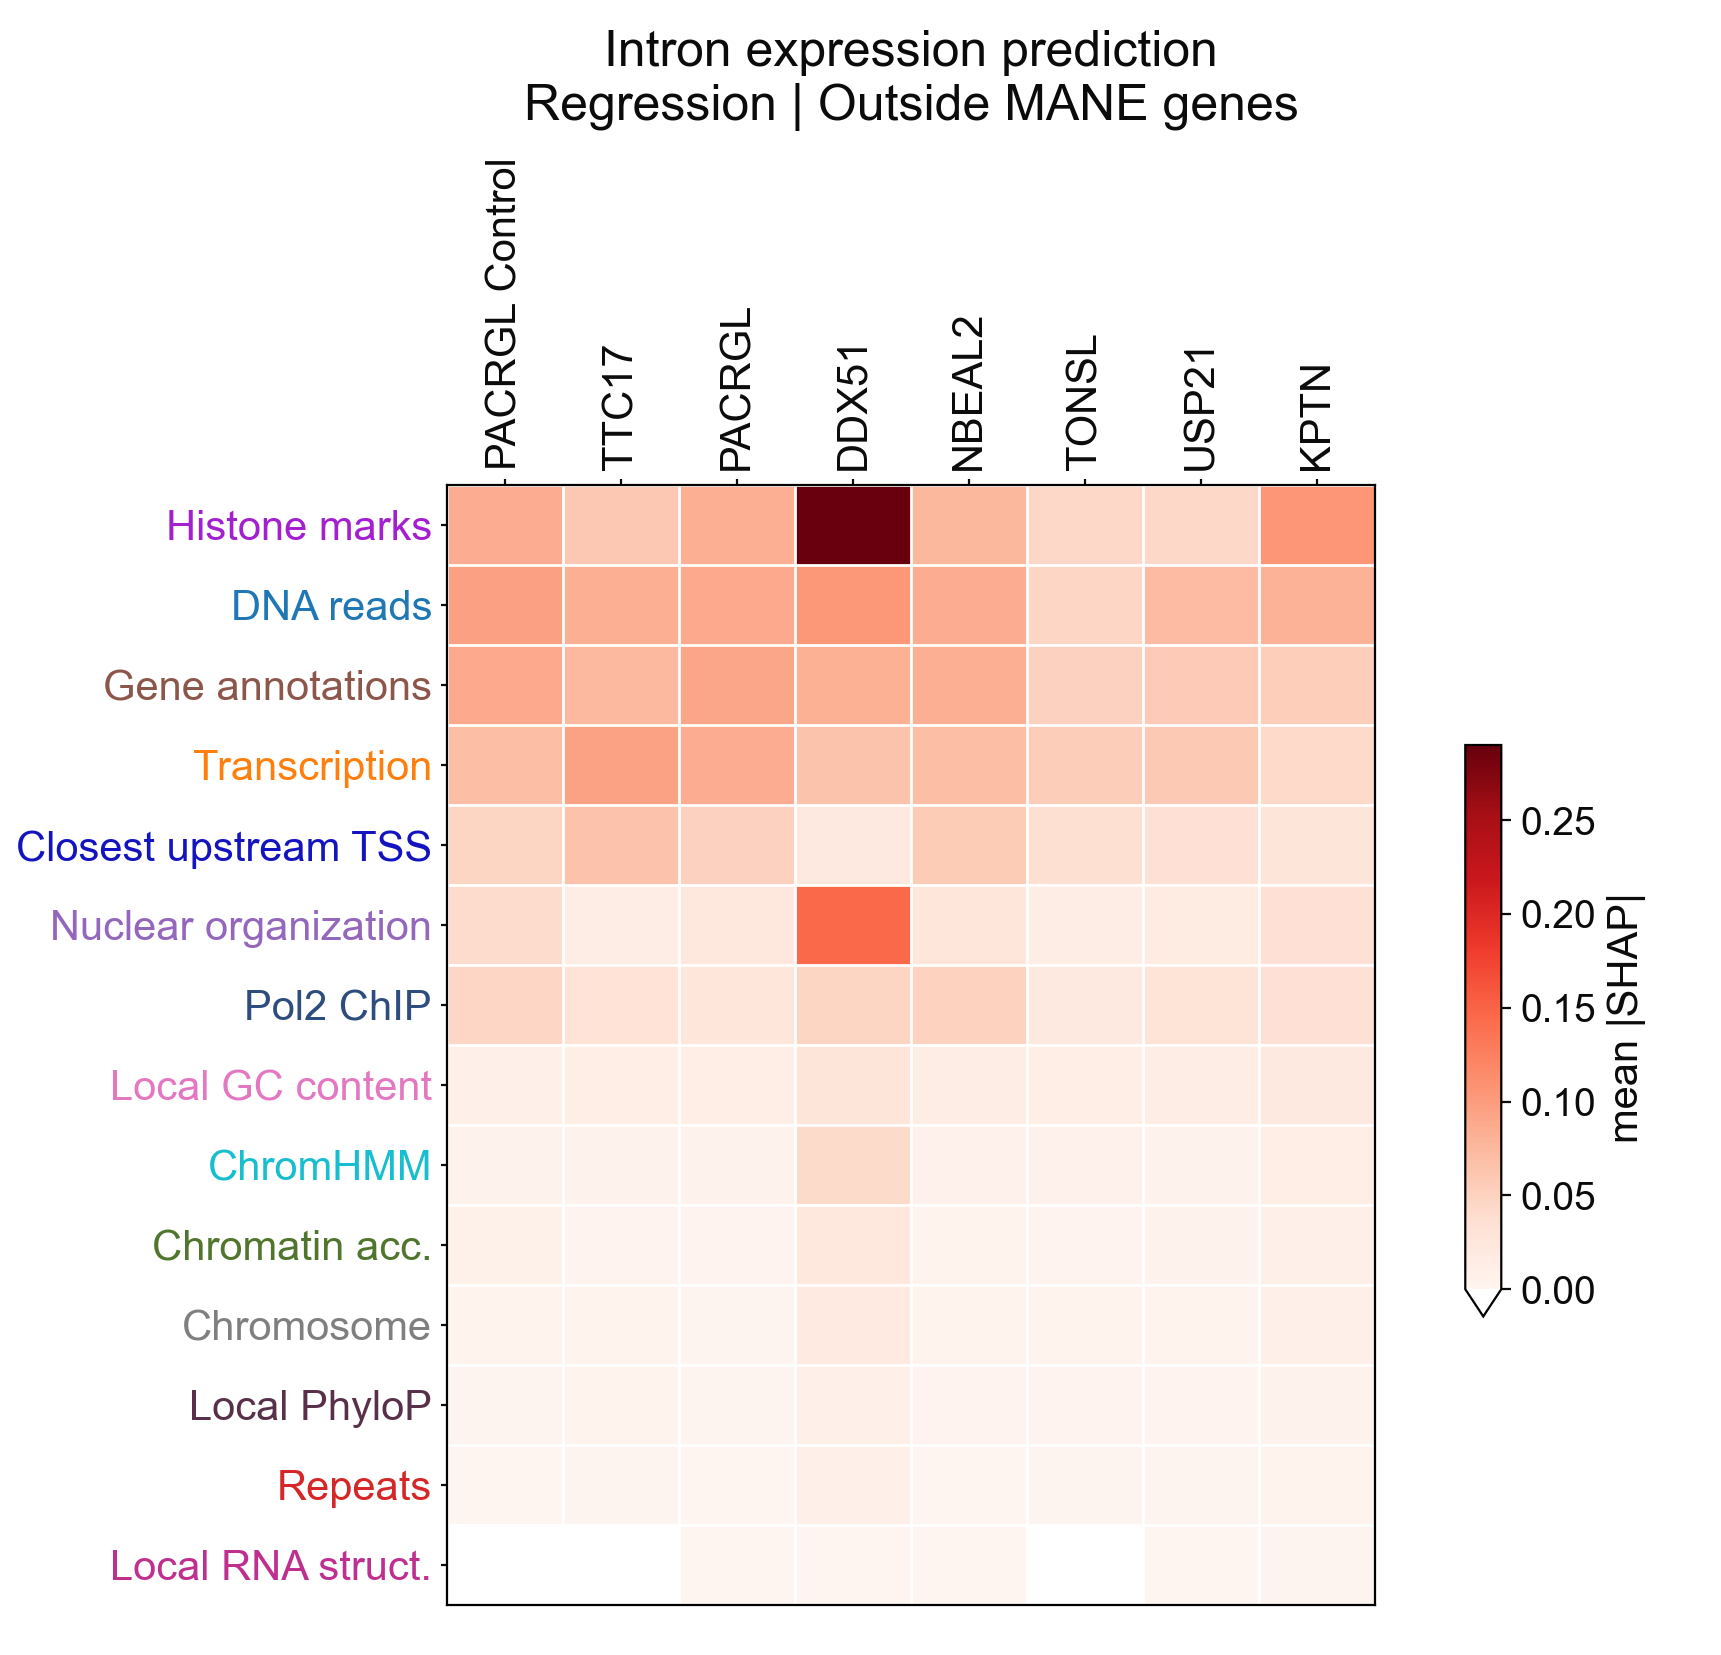 Intron expression prediction
Regression | Outside MANE genes
PACRGL Control
TTC17
PACRGL
DDX51
NBEAL2
TONSL
USP21
KPTN
Histone marks
DNA reads
Gene annotations
Transcription
Closest upstream TSS
Nuclear organization
Pol2 ChIP
Local GC content
ChromHMM
Chromatin acc.
Chromosome
Local PhyloP
Repeats
Local RNA struct.
0.25
0.20
0.15
0.10
0.05
0.00
mean |SHAP|